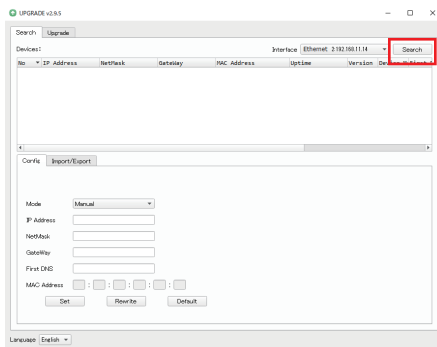 UPGRADE v2.9.5
Search Upgrade
Devices:
Interface Ethernet 2:192.168.11.14 Search
No IP Address NetMask GateWay MAC Address Uptime Version
Config Import/Export
Mode Manual
IP Address
NetMask
GateWay
First DNS
MAC Address : : : : :
Set Rewrite Default
Language English